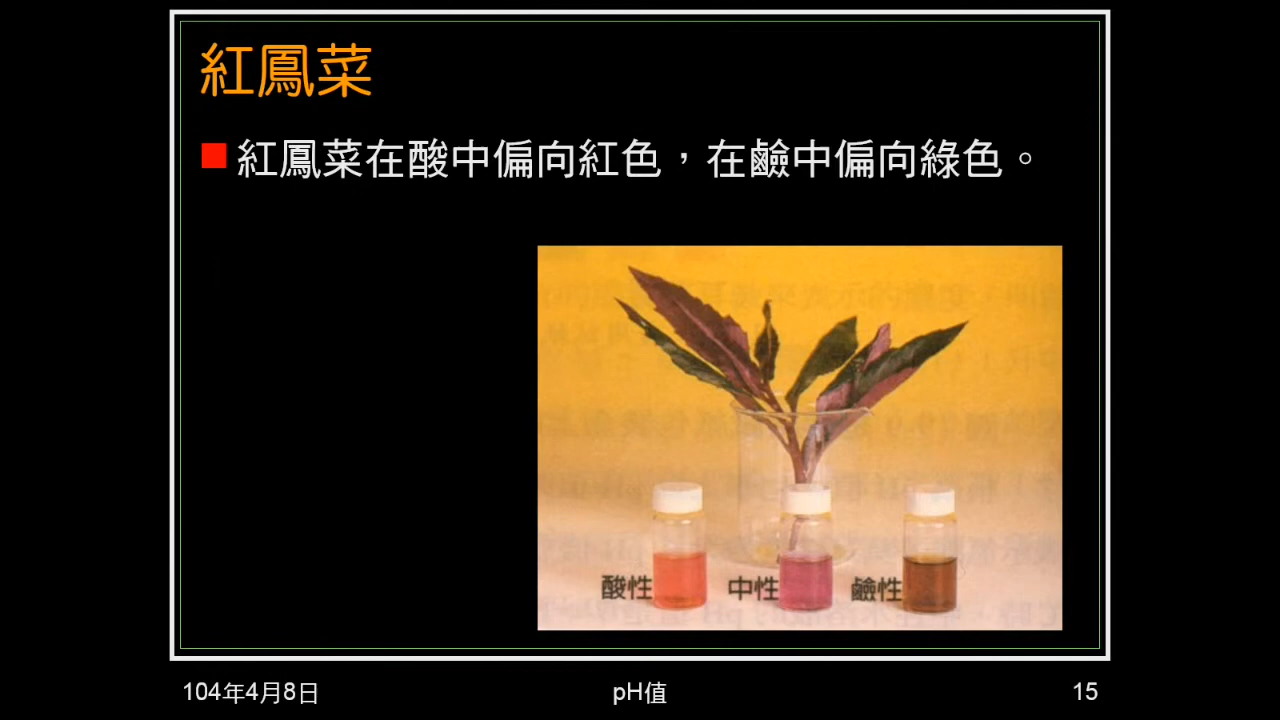 紅鳳菜
紅鳳菜在酸中偏向紅色，在鹼中偏向綠色。
酸性 中性 鹼性
104年4月8日 pH值 15